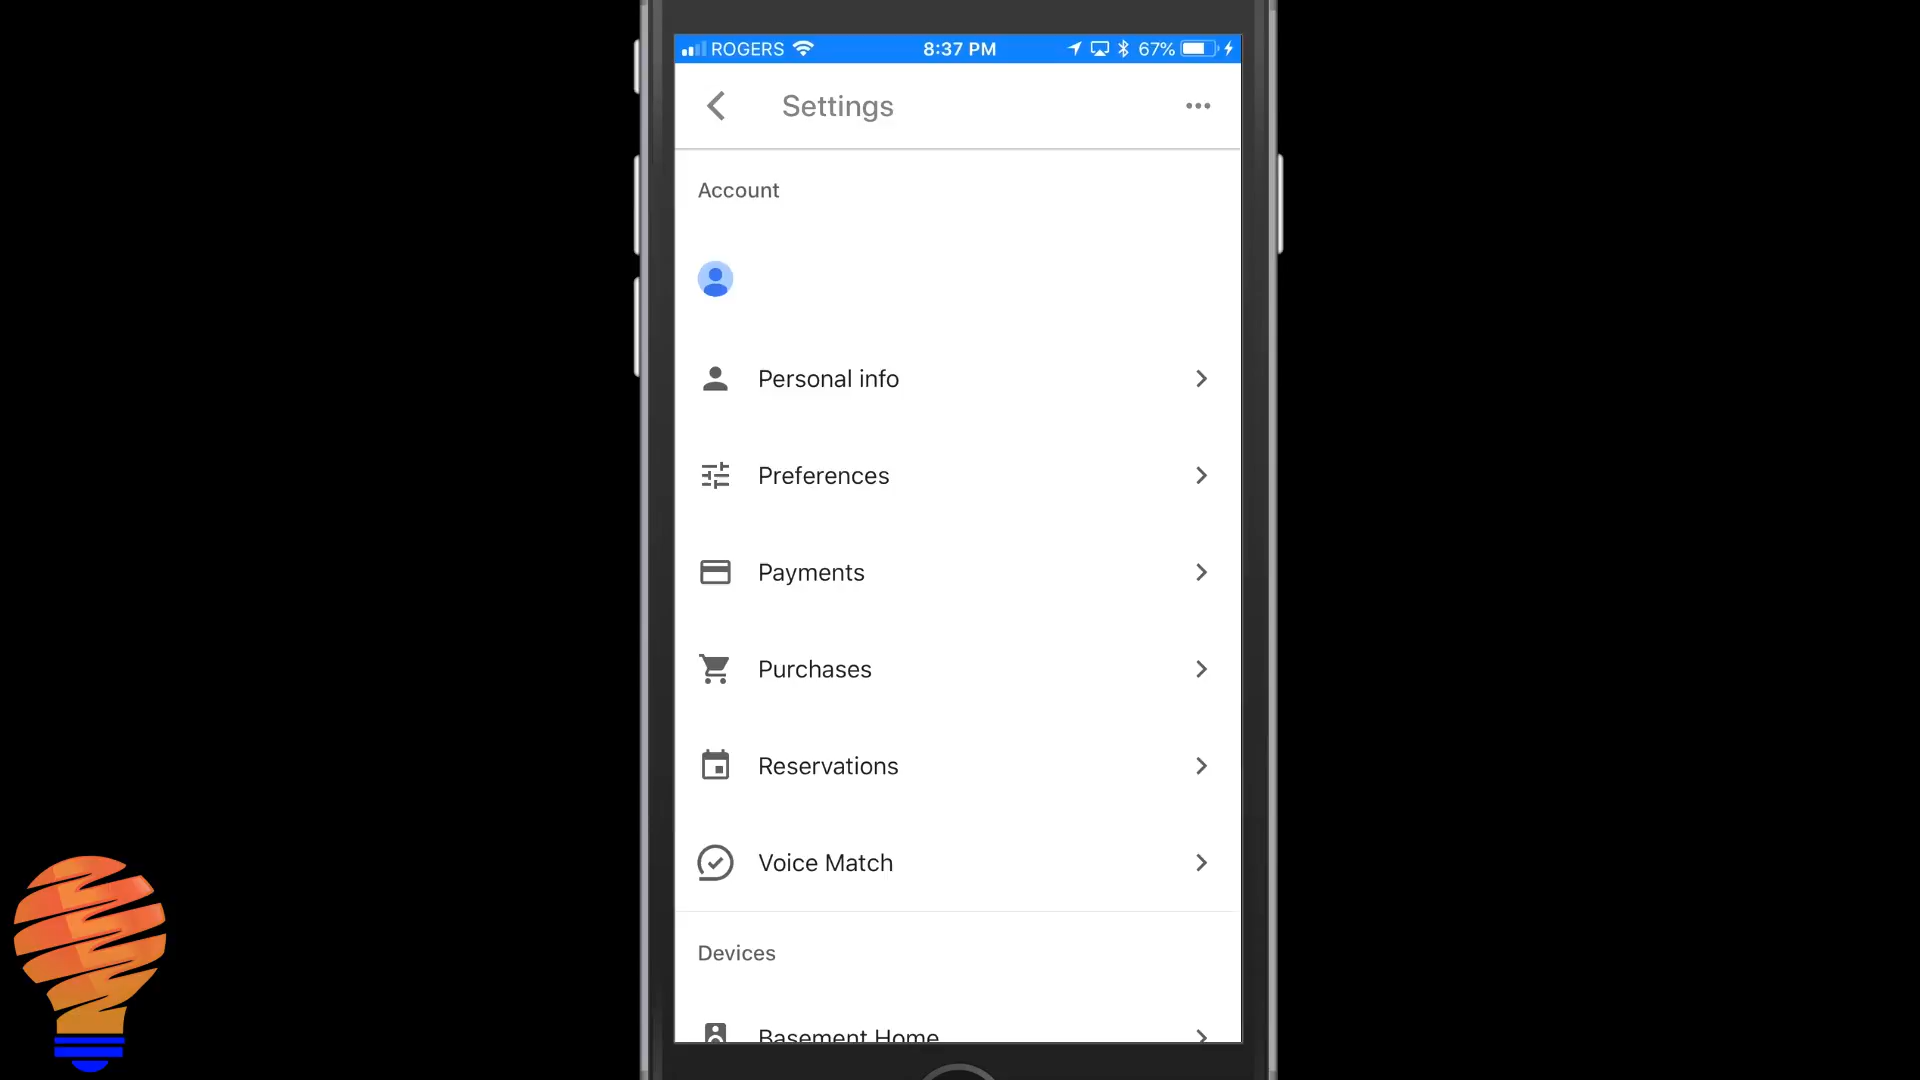 ROGERS 8:37 PM 67%
Settings
Account
Personal info
Preferences
Payments
Purchases
Reservations
Voice Match
Devices
Basement Home